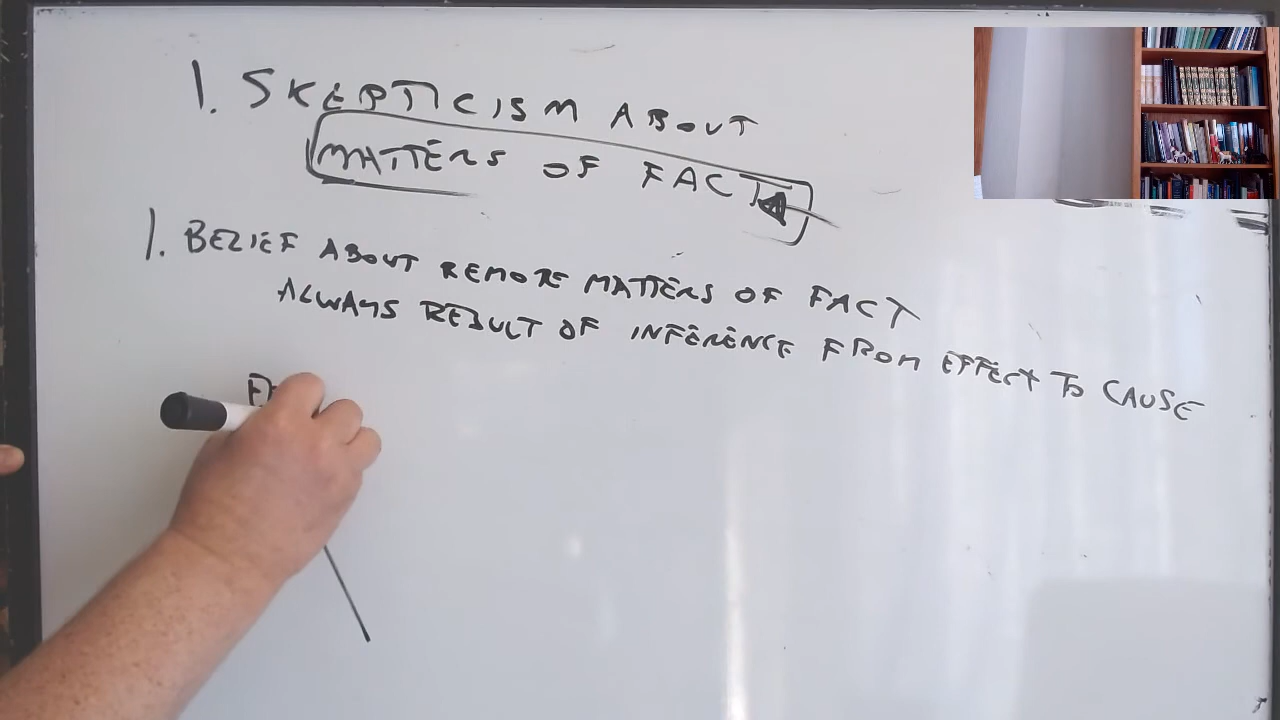 1. SKEPTICISM ABOUT
MATTERS OF FACT
1. BELIEF ABOUT REMOTE MATTERS OF FACT
ALWAYS RESULT OF INFERENCE FROM EFFECT TO CAUSE